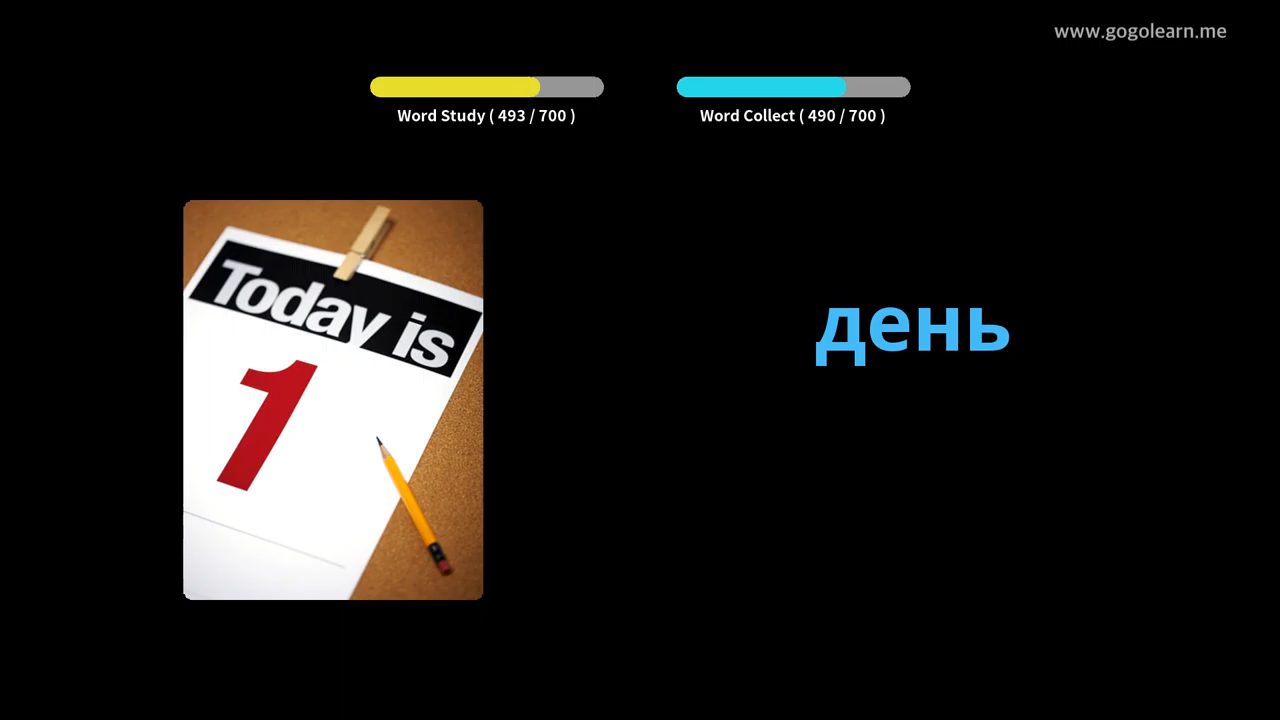 www.gogolearn.me
Word Study ( 493 / 700 )
Word Collect ( 490 / 700 )
Today is
1
день